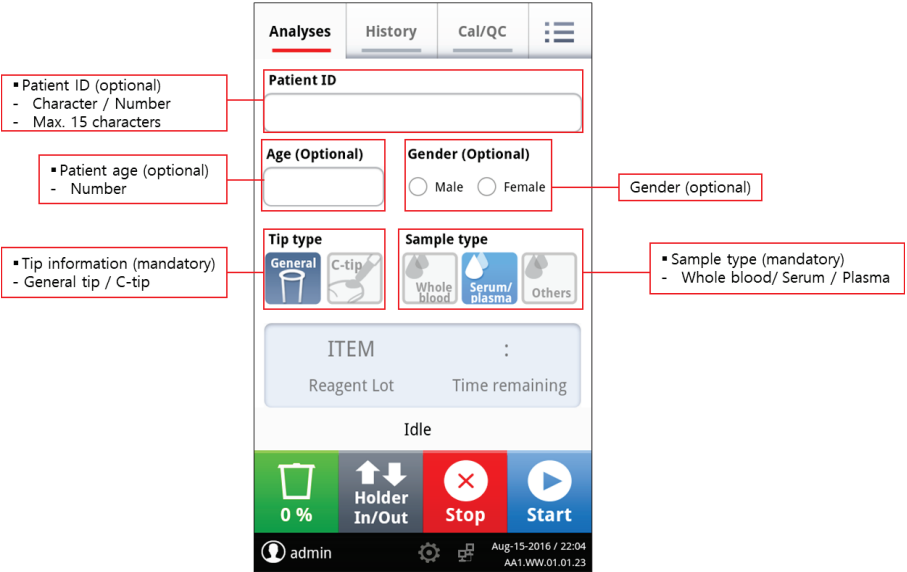 Analyses
History
Cal/QC
Patient ID
▪ Patient ID (optional)
- Character / Number
- Max. 15 characters
Age (Optional)
Gender (Optional)
▪ Patient age (optional)
- Number
Male
Female
Gender (optional)
Tip type
Sample type
▪ Tip information (mandatory)
- General tip / C-tip
General
C-tip
Whole
blood
Serum/
plasma
Others
▪ Sample type (mandatory)
- Whole blood/ Serum / Plasma
ITEM :
Reagent Lot Time remaining
Idle
0 %
Holder
In/Out
Stop
Start
admin
Aug-15-2016 / 22:04
AA1.WW.01.01.23